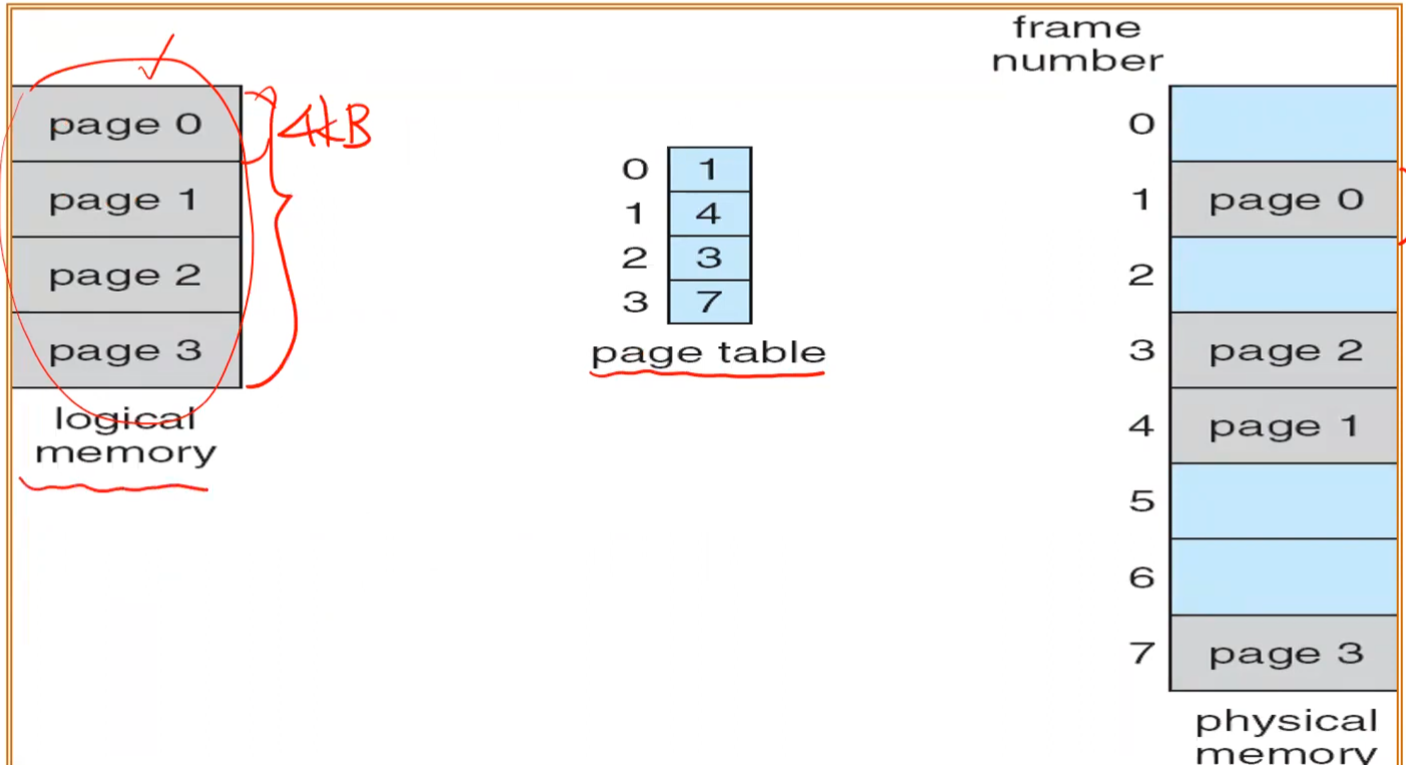 page 0
page 1
page 2
page 3
logical
memory
4kB
0 1
1 4
2 3
3 7
page table
frame
number
0
1 page 0
2
3 page 2
4 page 1
5
6
7 page 3
physical
memory